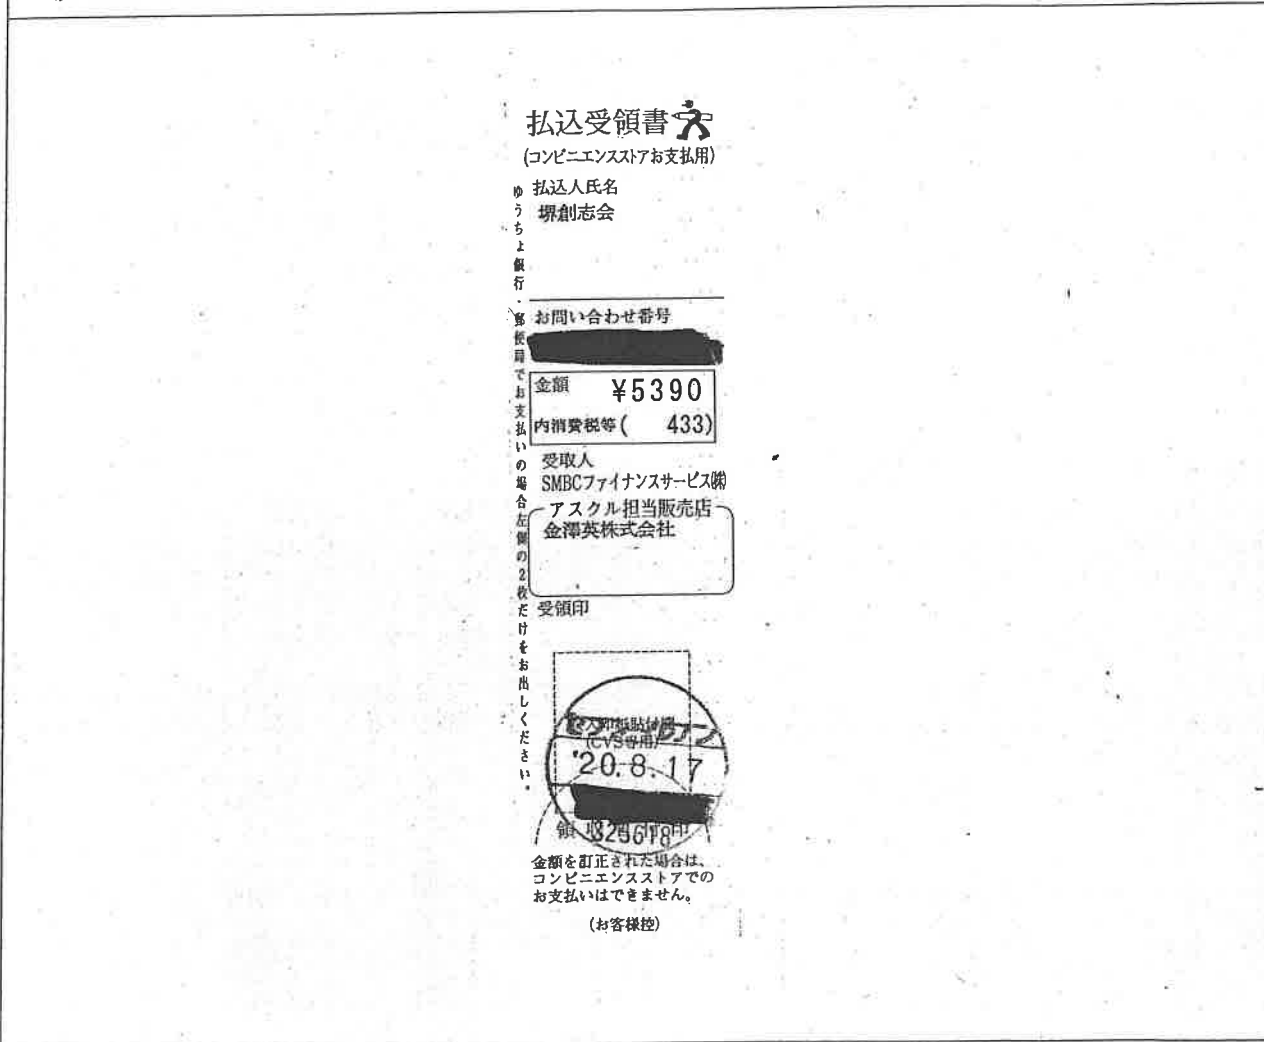 払込受領書
(コンビニエンスストアお支払用)
払込人氏名
堺創志会
お問い合わせ番号
金額 ¥5390
内消費税等( 433)
受取人
SMBCファイナンスサービス㈱
アスクル担当販売店
金澤英株式会社
受領印
(CVS専用)
'20.8.17
325618
金額を訂正された場合は、
コンビニエンスストアでの
お支払いはできません。
(お客様控)
ゆうちょ銀行・郵便局でお支払いの場合左側の2枚だけをお出しください。